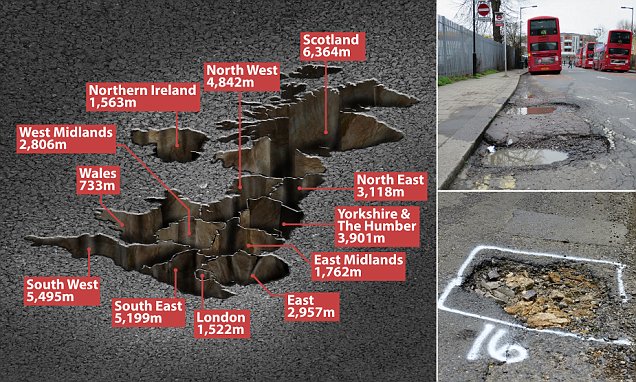 Scotland
6,364m
North West
4,842m
Northern Ireland
1,563m
West Midlands
2,806m
Wales
733m
North East
3,118m
Yorkshire &
The Humber
3,901m
East Midlands
1,762m
South West
5,495m
South East
5,199m
London
1,522m
East
2,957m
16